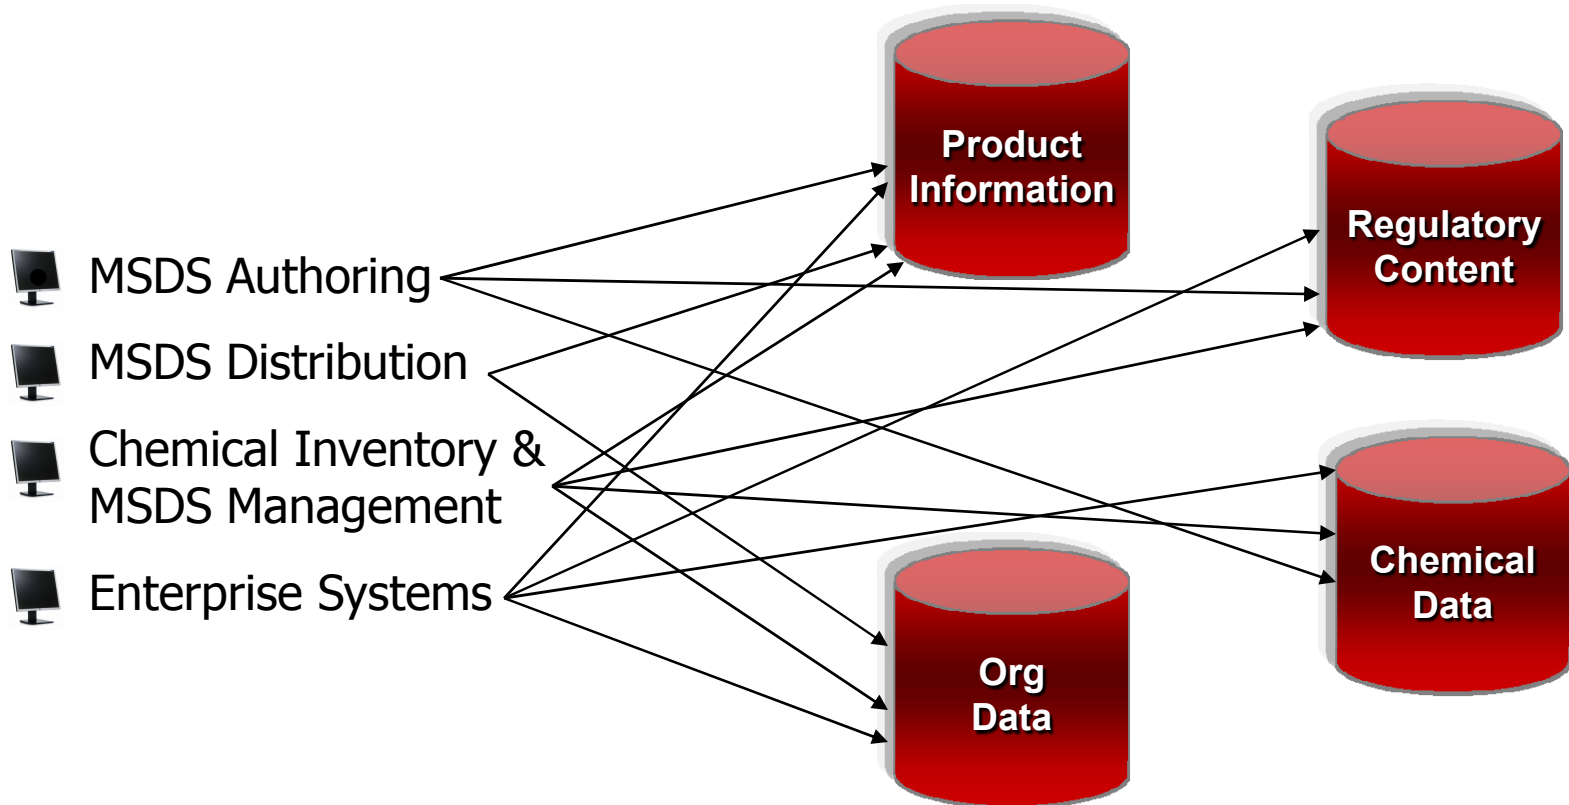 MSDS Authoring
MSDS Distribution
Chemical Inventory &
MSDS Management
Enterprise Systems
Product
Information
Regulatory
Content
Chemical
Data
Org
Data